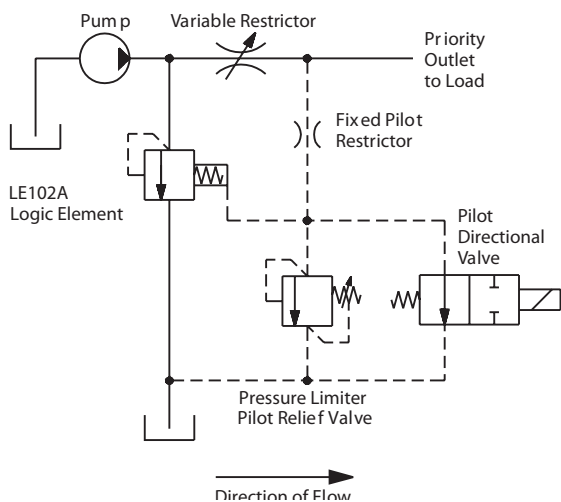 Pump
Variable Restrictor
Priority
Outlet
to Load
Fixed Pilot
Restrictor
LE102A
Logic Element
Pilot
Directional
Valve
Pressure Limiter
Pilot Relief Valve
Direction of Flow